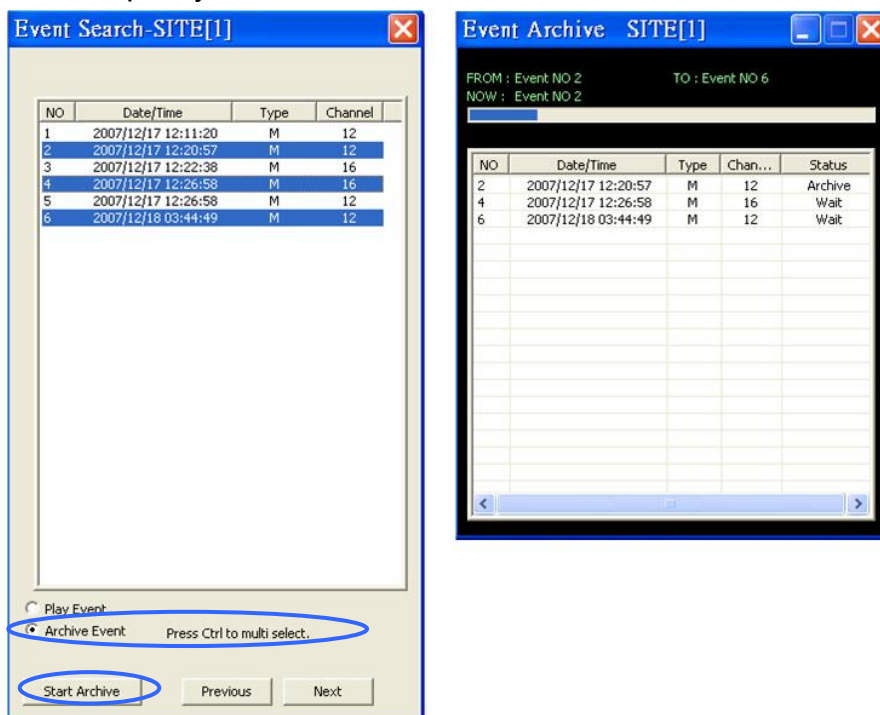 Event Search-SITE[1]
NO Date/Time Type Channel
1 2007/12/17 12:11:20 M 12
2 2007/12/17 12:20:57 M 12
3 2007/12/17 12:22:38 M 16
4 2007/12/17 12:26:58 M 16
5 2007/12/17 12:26:58 M 12
6 2007/12/18 03:44:49 M 12
Play Event
Archive Event Press Ctrl to multi select.
Start Archive Previous Next
Event Archive SITE[1]
FROM : Event NO 2 TO : Event NO 6
NOW : Event NO 2
NO Date/Time Type Chan... Status
2 2007/12/17 12:20:57 M 12 Archive
4 2007/12/17 12:26:58 M 16 Wait
6 2007/12/18 03:44:49 M 12 Wait